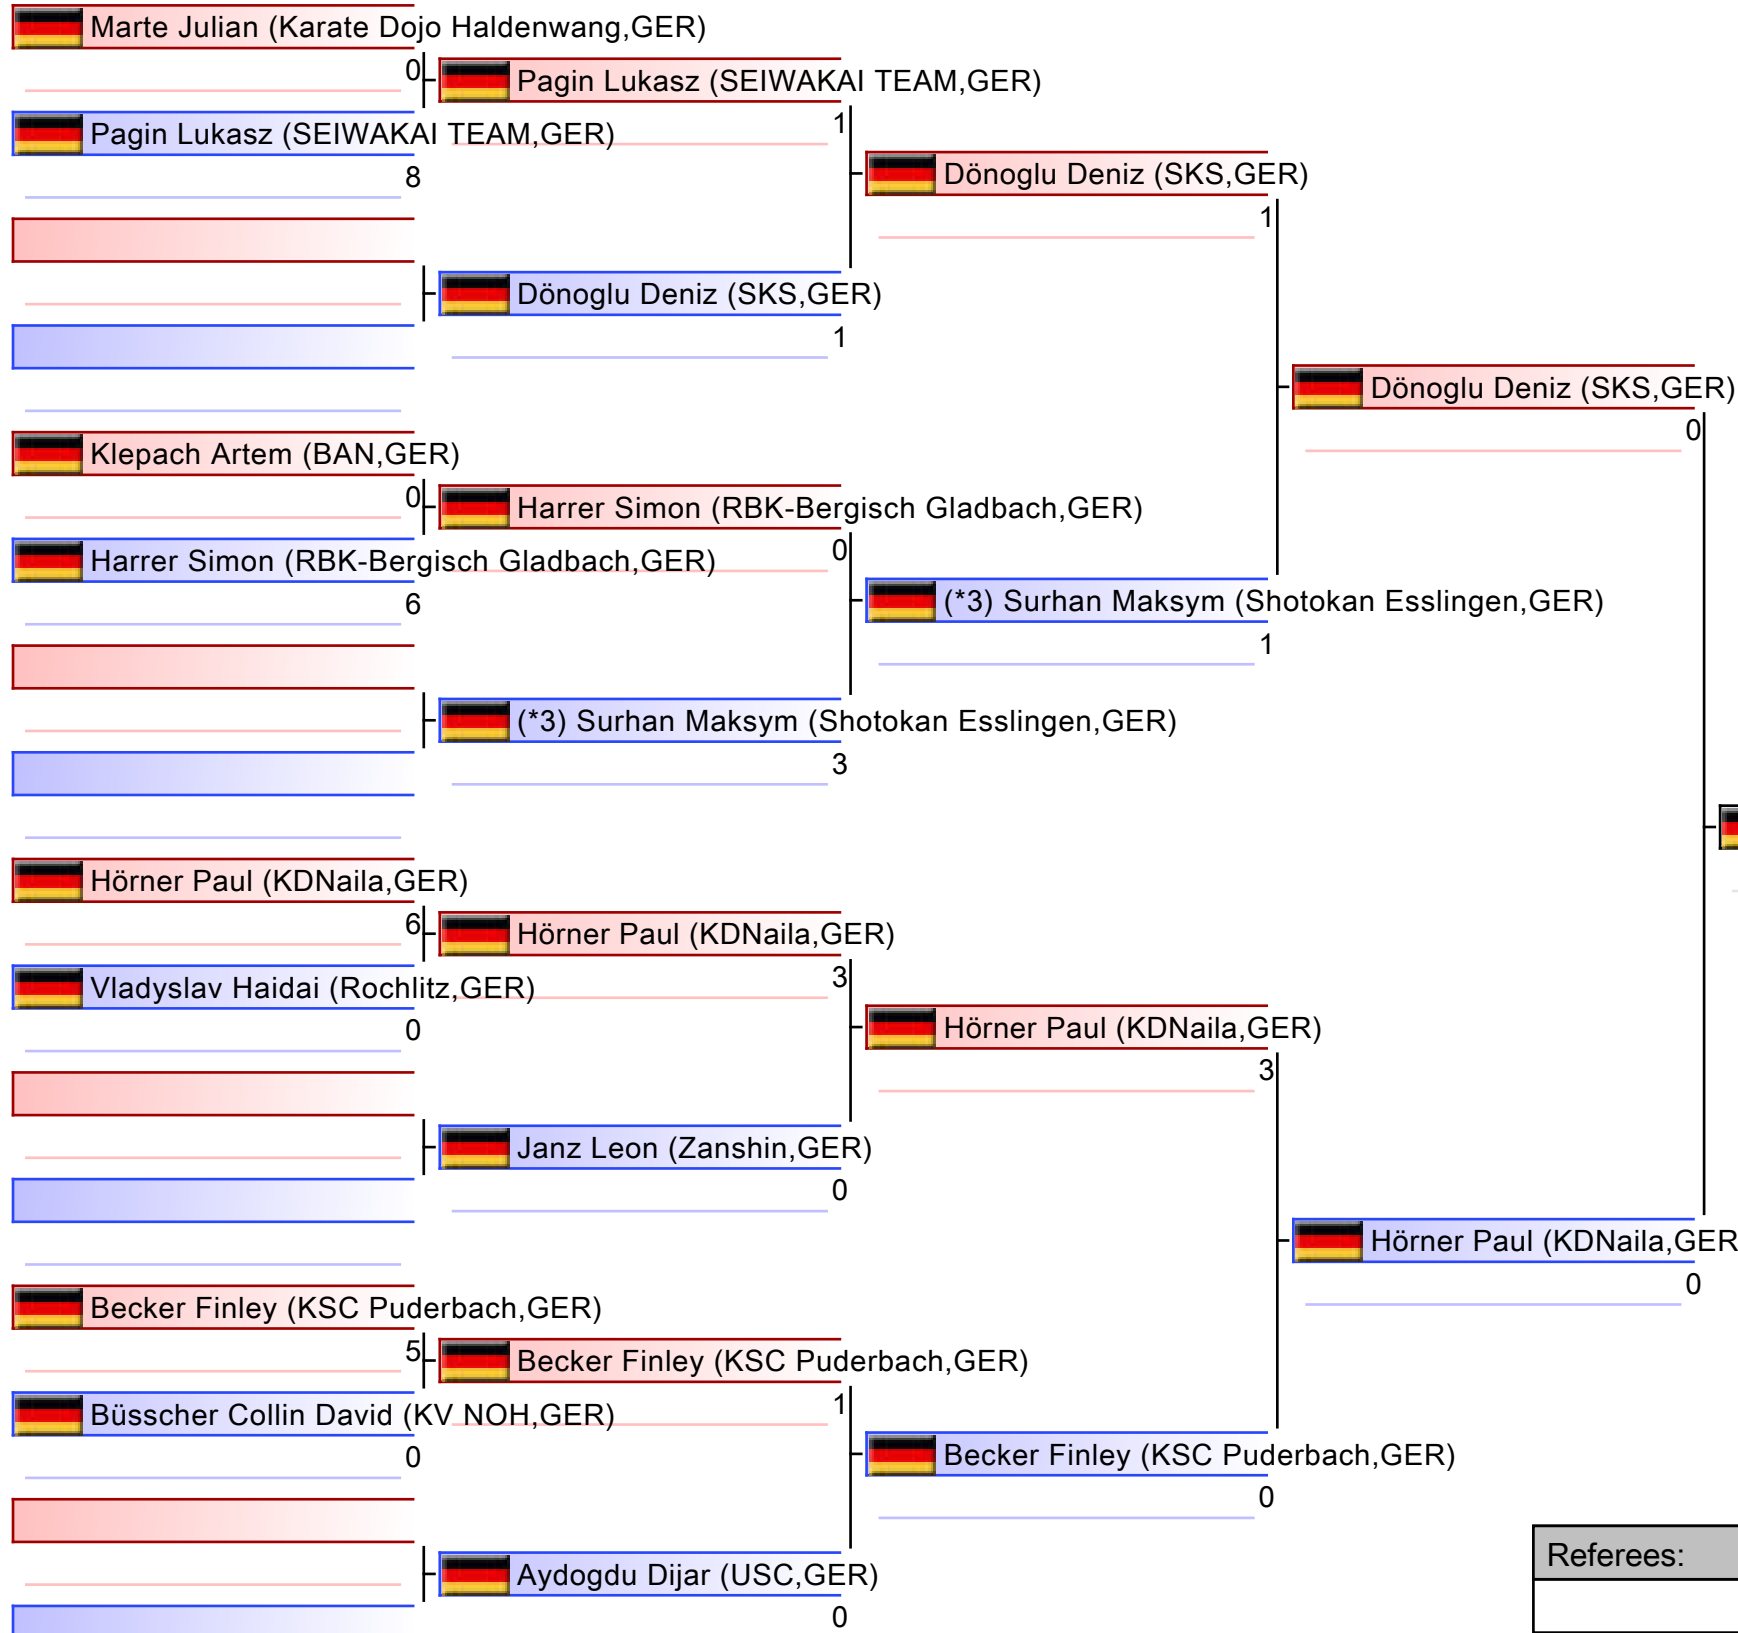 Marte Julian (Karate Dojo Haldenwang,GER)
0
Pagin Lukasz (SEIWAKAI TEAM,GER)
8
Klepach Artem (BAN,GER)
0
Harrer Simon (RBK-Bergisch Gladbach,GER)
6
Hörner Paul (KDNaila,GER)
6
Vladyslav Haidai (Rochlitz,GER)
0
Becker Finley (KSC Puderbach,GER)
5
Büsscher Collin David (KV NOH,GER)
0
Pagin Lukasz (SEIWAKAI TEAM,GER)
1
Dönoglu Deniz (SKS,GER)
1
Harrer Simon (RBK-Bergisch Gladbach,GER)
0
(*3) Surhan Maksym (Shotokan Esslingen,GER)
3
Hörner Paul (KDNaila,GER)
3
Janz Leon (Zanshin,GER)
0
Becker Finley (KSC Puderbach,GER)
1
Aydogdu Dijar (USC,GER)
0
Dönoglu Deniz (SKS,GER)
1
(*3) Surhan Maksym (Shotokan Esslingen,GER)
1
Hörner Paul (KDNaila,GER)
3
Becker Finley (KSC Puderbach,GER)
0
Dönoglu Deniz (SKS,GER)
0
Hörner Paul (KDNaila,GER
0
Referees: